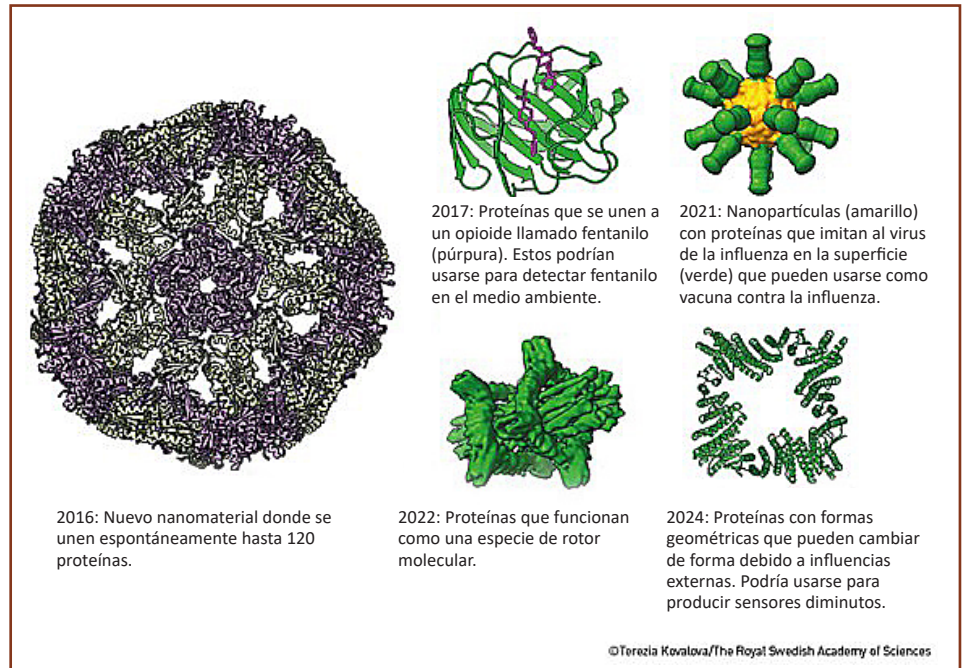 2017: Proteínas que se unen a
un opioide llamado fentanilo
(púrpura). Estos podrían
usarse para detectar fentanilo
en el medio ambiente.
2021: Nanopartículas (amarillo)
con proteínas que imitan al virus
de la influenza en la superficie
(verde) que pueden usarse como
vacuna contra la influenza.
2016: Nuevo nanomaterial donde se
unen espontáneamente hasta 120
proteínas.
2022: Proteínas que funcionan
como una especie de rotor
molecular.
2024: Proteínas con formas
geométricas que pueden cambiar
de forma debido a influencias
externas. Podría usarse para
producir sensores diminutos.
©Terezia Kovalova/The Royal Swedish Academy of Sciences